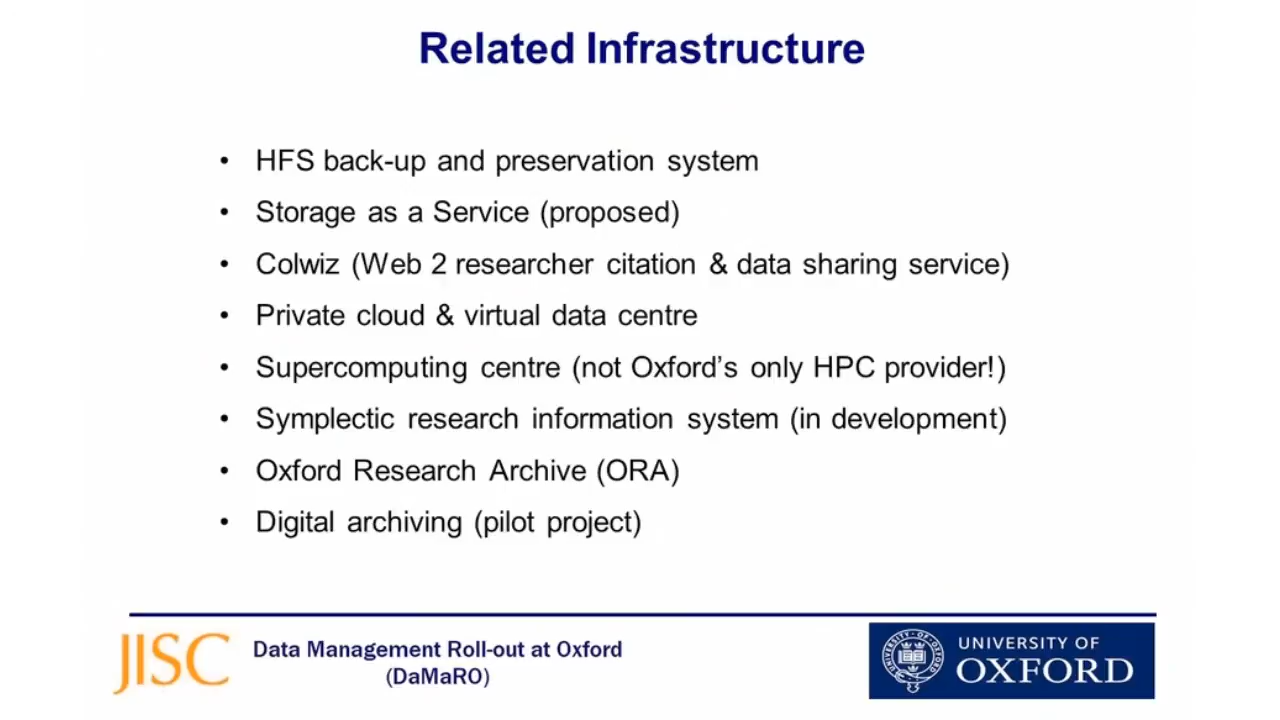 Related Infrastructure
• HFS back-up and preservation system
• Storage as a Service (proposed)
• Colwiz (Web 2 researcher citation & data sharing service)
• Private cloud & virtual data centre
• Supercomputing centre (not Oxford’s only HPC provider!)
• Symplectic research information system (in development)
• Oxford Research Archive (ORA)
• Digital archiving (pilot project)
JISC
Data Management Roll-out at Oxford
(DaMaRO)
UNIVERSITY OF
OXFORD